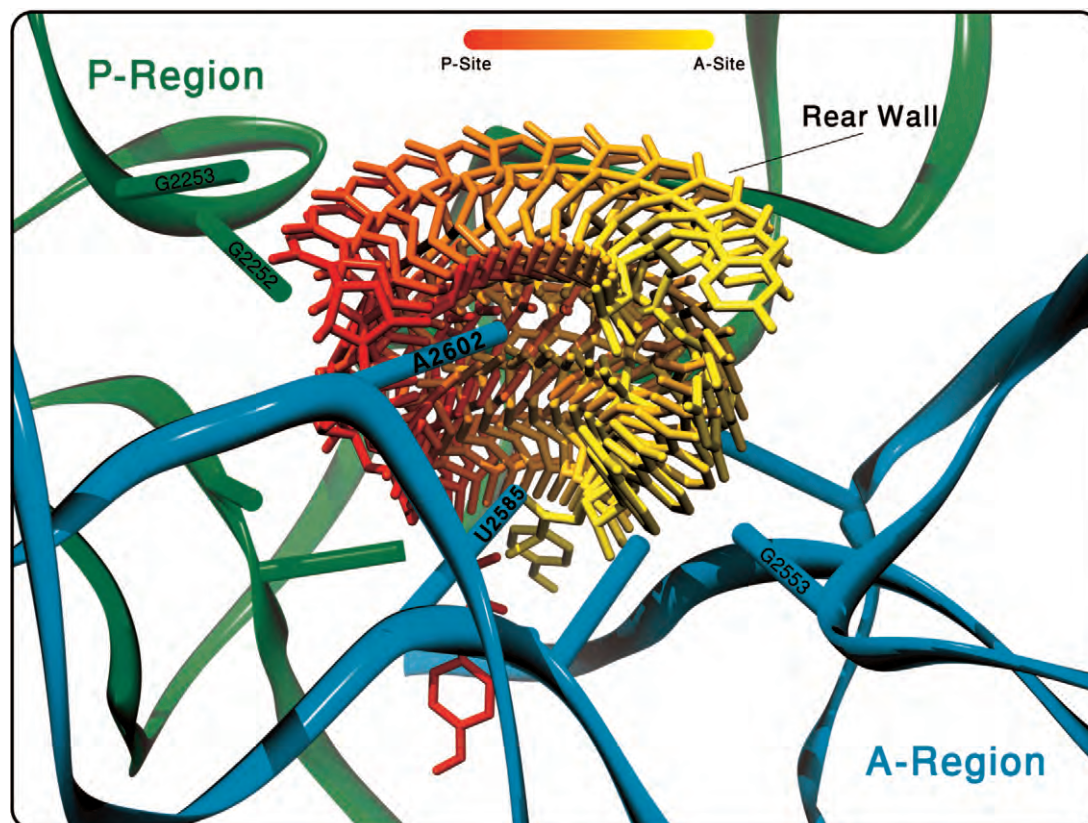 P-Region
P-Site
A-Site
Rear Wall
G2253
G2252
A2602
U2585
G2553
A-Region